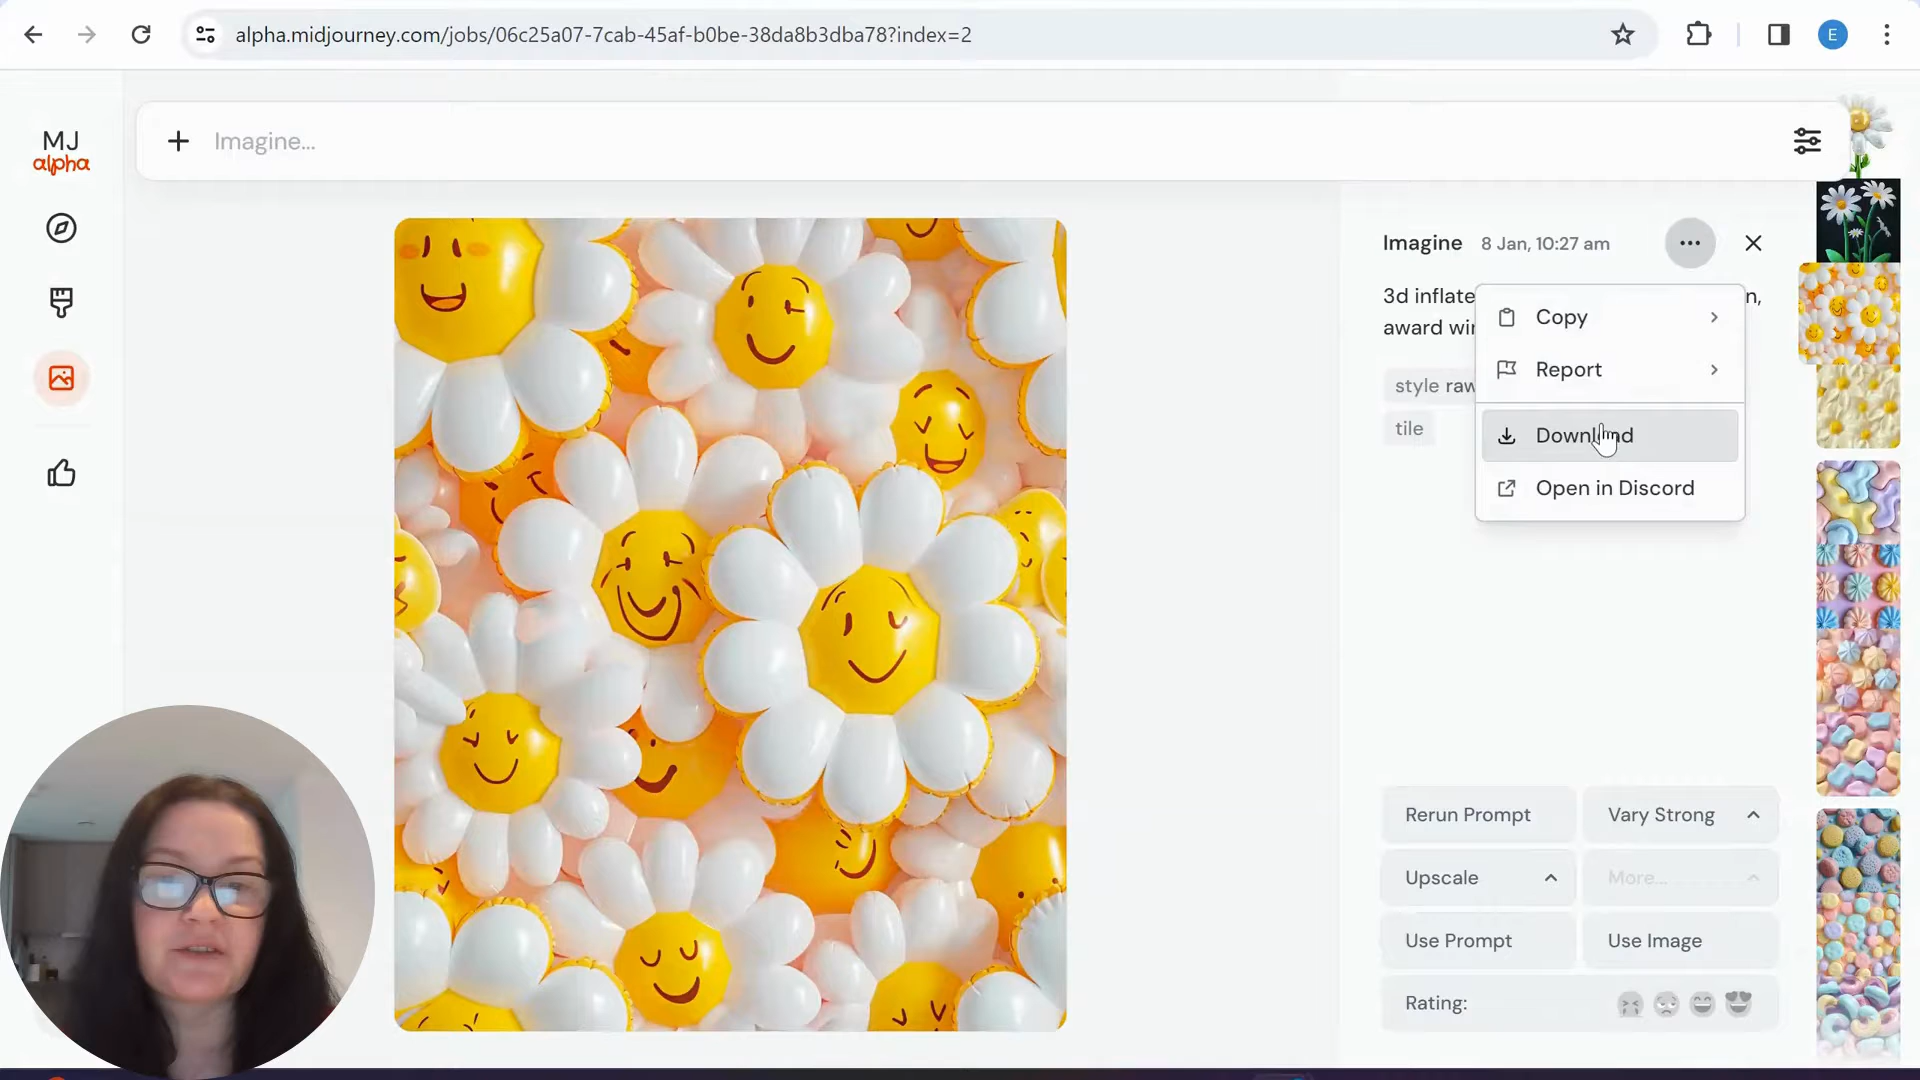 alpha.midjourney.com/jobs/06c25a07-7cab-45af-b0be-38da8b3dba78?index=2
E
MJ
alpha
Imagine...
Imagine 8 Jan, 10:27 am
3d inflate n,
award wi
style raw
tile
Copy
Report
Download
Open in Discord
Rerun Prompt
Vary Strong
Upscale
More...
Use Prompt
Use Image
Rating: